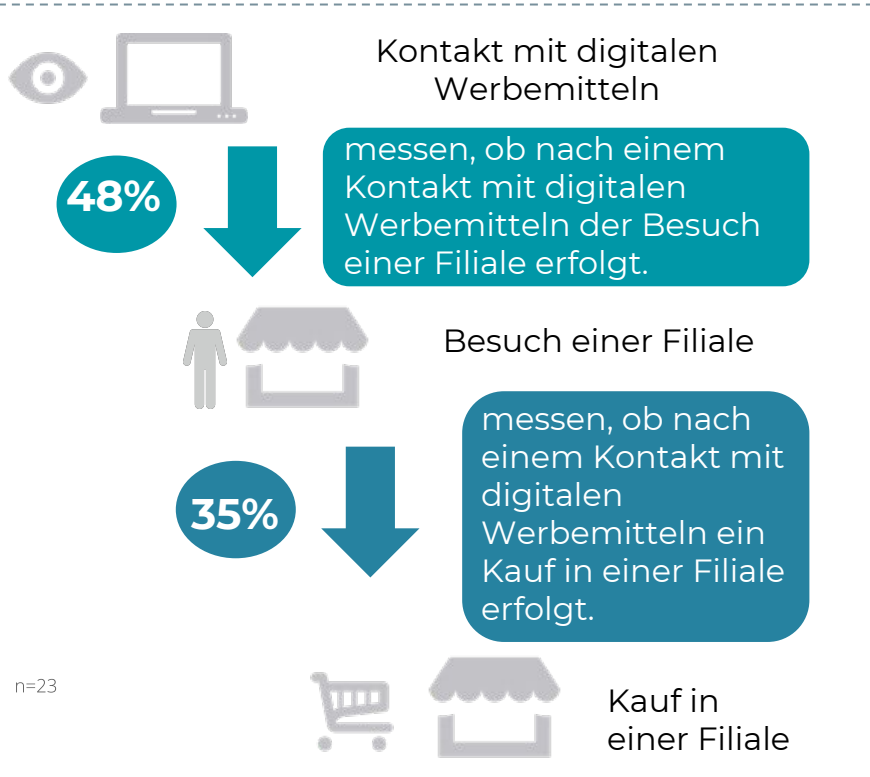 Kontakt mit digitalen
Werbemitteln
48%
messen, ob nach einem
Kontakt mit digitalen
Werbemitteln der Besuch
einer Filiale erfolgt.
Besuch einer Filiale
35%
messen, ob nach
einem Kontakt mit
digitalen
Werbemitteln ein
Kauf in einer Filiale
erfolgt.
n=23
Kauf in
einer Filiale